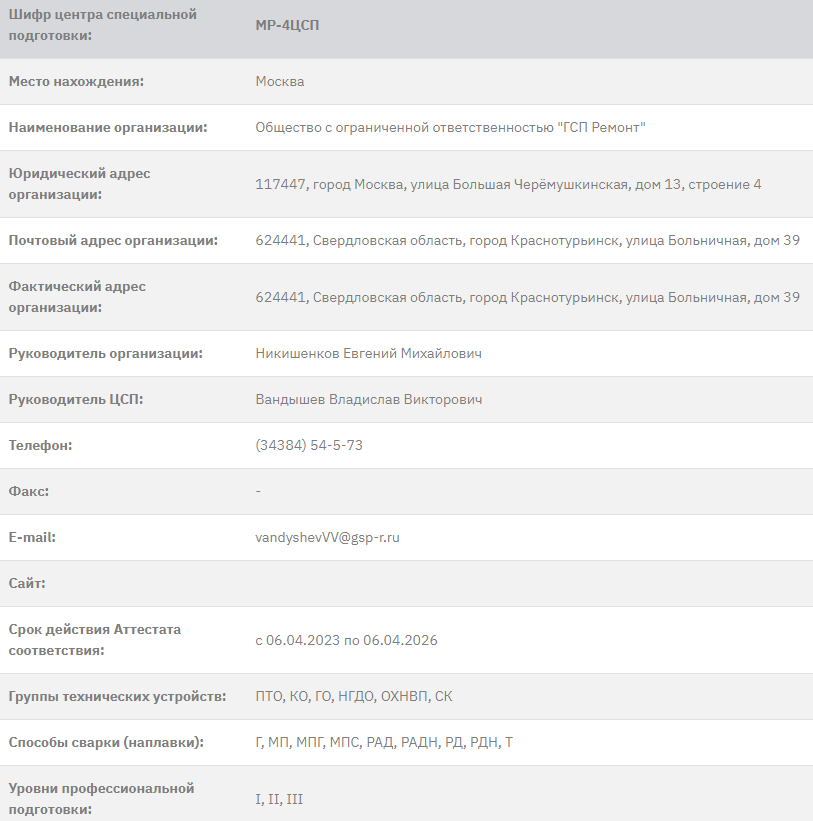 Шифр центра специальной
подготовки:
МР-4ЦСП
Место нахождения:
Москва
Наименование организации:
Общество с ограниченной ответственностью "ГСП Ремонт"
Юридический адрес
организации:
117447, город Москва, улица Большая Черёмушкинская, дом 13, строение 4
Почтовый адрес организации:
624441, Свердловская область, город Краснотурьинск, улица Больничная, дом 39
Фактический адрес
организации:
624441, Свердловская область, город Краснотурьинск, улица Больничная, дом 39
Руководитель организации:
Никишенков Евгений Михайлович
Руководитель ЦСП:
Вандышев Владислав Викторович
Телефон:
(34384) 54-5-73
Факс:
-
E-mail:
vandyshevVV@gsp-r.ru
Сайт:
Срок действия Аттестата
соответствия:
с 06.04.2023 по 06.04.2026
Группы технических устройств:
ПТО, КО, ГО, НГДО, ОХНВП, СК
Способы сварки (наплавки):
Г, МП, МПГ, МПС, РАД, РАДН, РД, РДН, Т
Уровни профессиональной
подготовки:
I, II, III